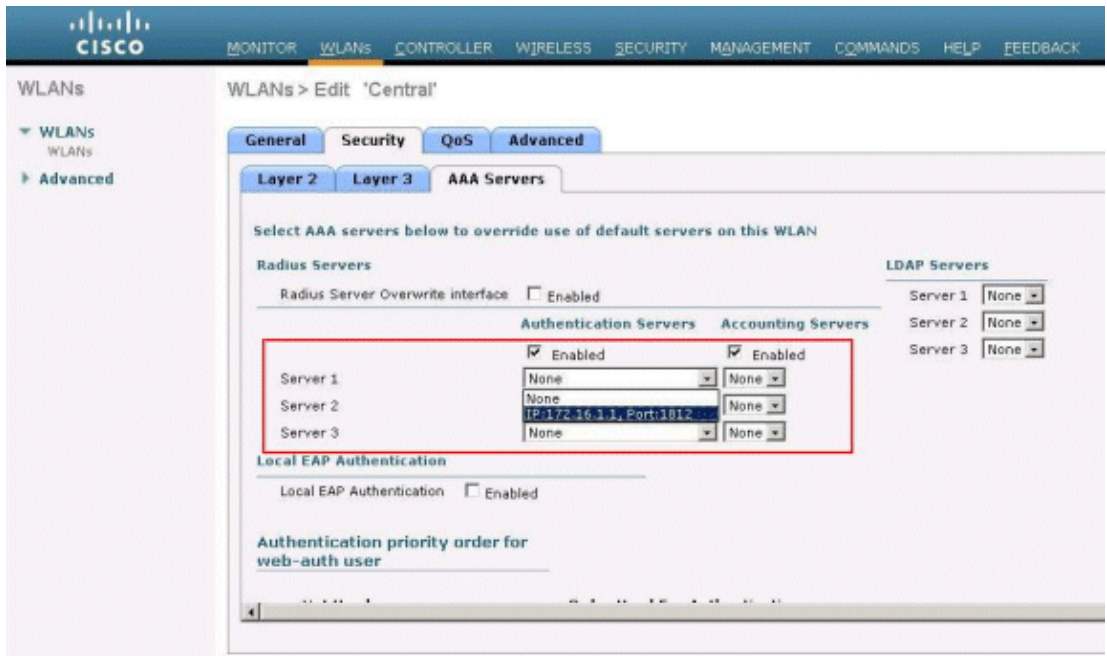 CISCO
MONITOR WLANs CONTROLLER WIRELESS SECURITY MANAGEMENT COMMANDS HELP FEEDBACK
WLANs
WLANs
WLANs
Advanced
WLANs > Edit 'Central'
General Security QoS Advanced
Layer 2 Layer 3 AAA Servers
Select AAA servers below to override use of default servers on this WLAN
Radius Servers
LDAP Servers
Radius Server Overwrite interface Enabled
Server 1 None
Server 2 None
Server 3 None
Authentication Servers Accounting Servers
Enabled Enabled
Server 1 None None
None
Server 2 IP:172.16.1.1, Port:1812 None
Server 3 None None
Local EAP Authentication
Local EAP Authentication Enabled
Authentication priority order for
web-auth user